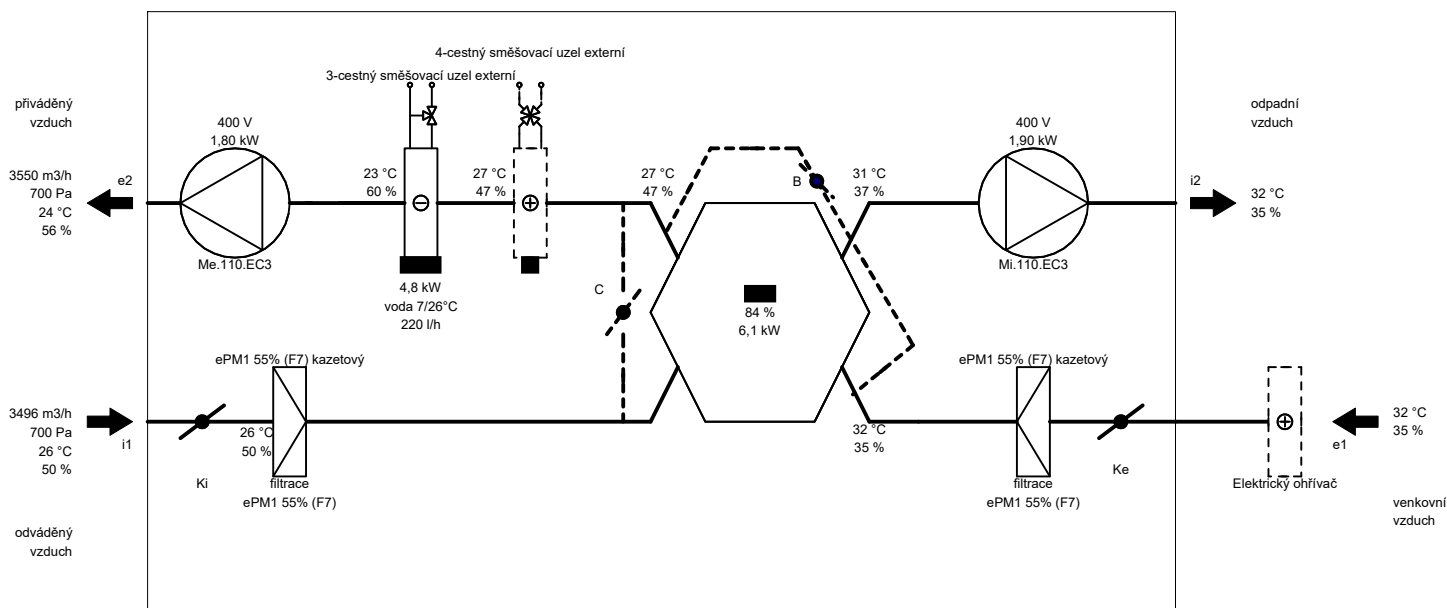 4-cestný směšovací uzel externí
3-cestný směšovací uzel externí
přiváděný
vzduch
odpadní
vzduch
400 V
1,80 kW
400 V
1,90 kW
3550 m3/h
700 Pa
24 °C
56 %
e2
23 °C
60 %
27 °C
47 %
27 °C
47 %
B
31 °C
37 %
i2
32 °C
35 %
Me.110.EC3
Mi.110.EC3
4,8 kW
voda 7/26°C
220 l/h
C
84 %
6,1 kW
ePM1 55% (F7) kazetový
ePM1 55% (F7) kazetový
3496 m3/h
700 Pa
26 °C
50 %
i1
26 °C
50 %
32 °C
35 %
32 °C
35 %
e1
Ki
filtrace
ePM1 55% (F7)
filtrace
ePM1 55% (F7)
Ke
Elektrický ohřívač
odváděný
vzduch
venkovní
vzduch